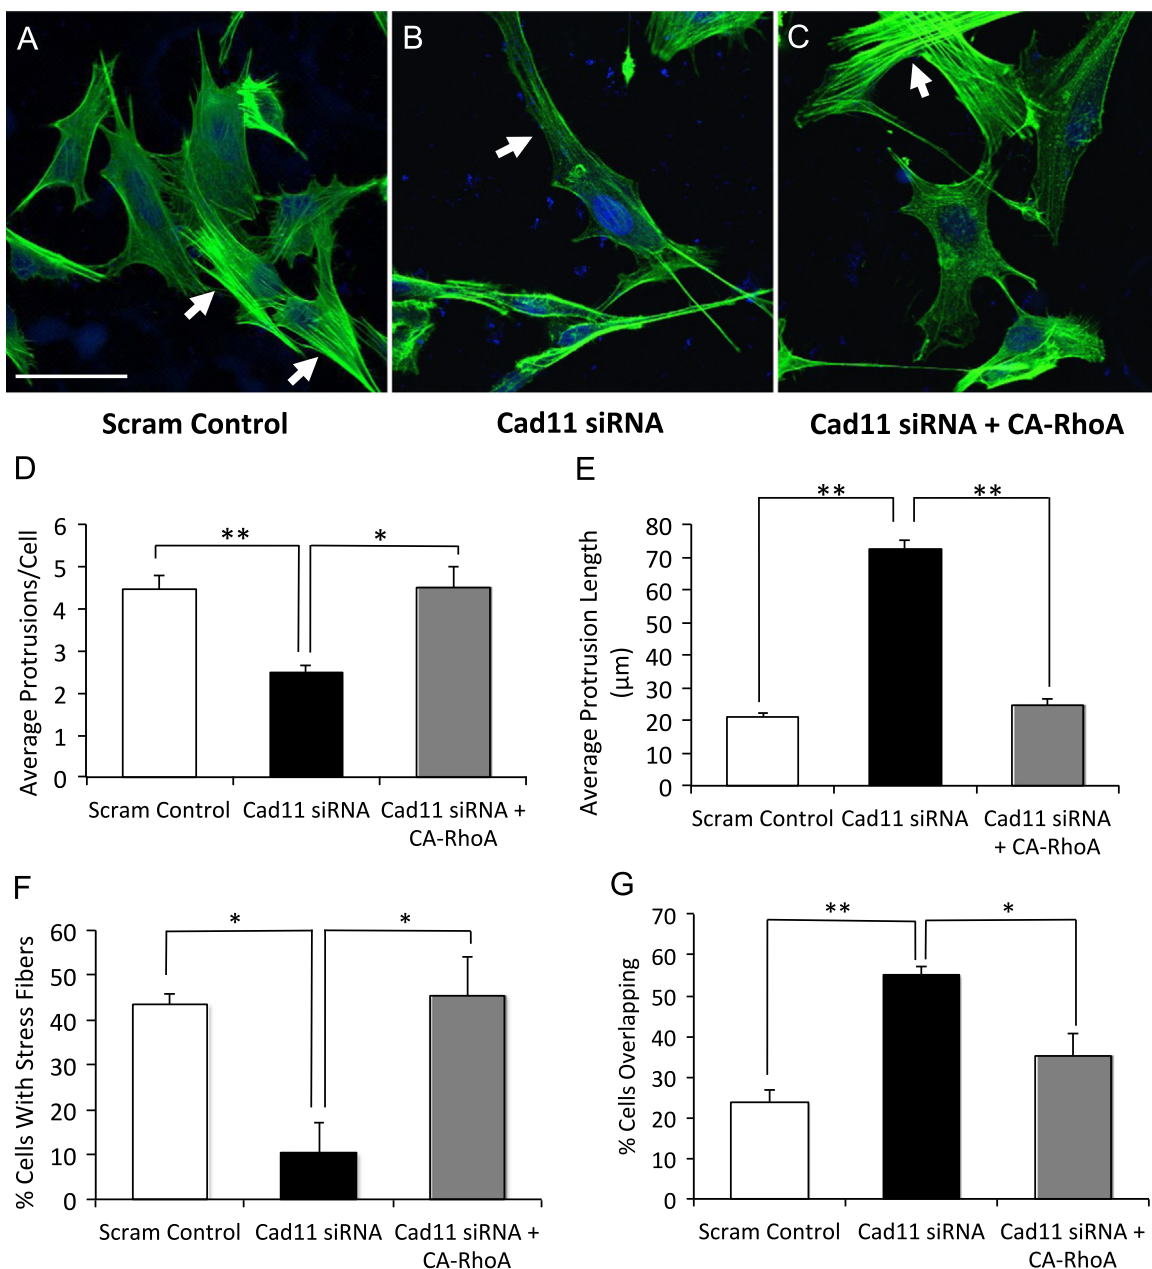 A
B
C
Scram Control
Cad11 siRNA
Cad11 siRNA + CA-RhoA
D
Average Protrusions/Cell
6
5
4
3
2
1
0
**
*
Scram Control
Cad11 siRNA
Cad11 siRNA +
CA-RhoA
E
Average Protrusion Length
(µm)
80
70
60
50
40
30
20
10
0
**
**
Scram Control
Cad11 siRNA
Cad11 siRNA
+ CA-RhoA
F
% Cells With Stress Fibers
60
50
40
30
20
10
0
*
*
Scram Control
Cad11 siRNA
Cad11 siRNA +
CA-RhoA
G
% Cells Overlapping
70
60
50
40
30
20
10
0
**
*
Scram Control
Cad11 siRNA
Cad11 siRNA +
CA-RhoA